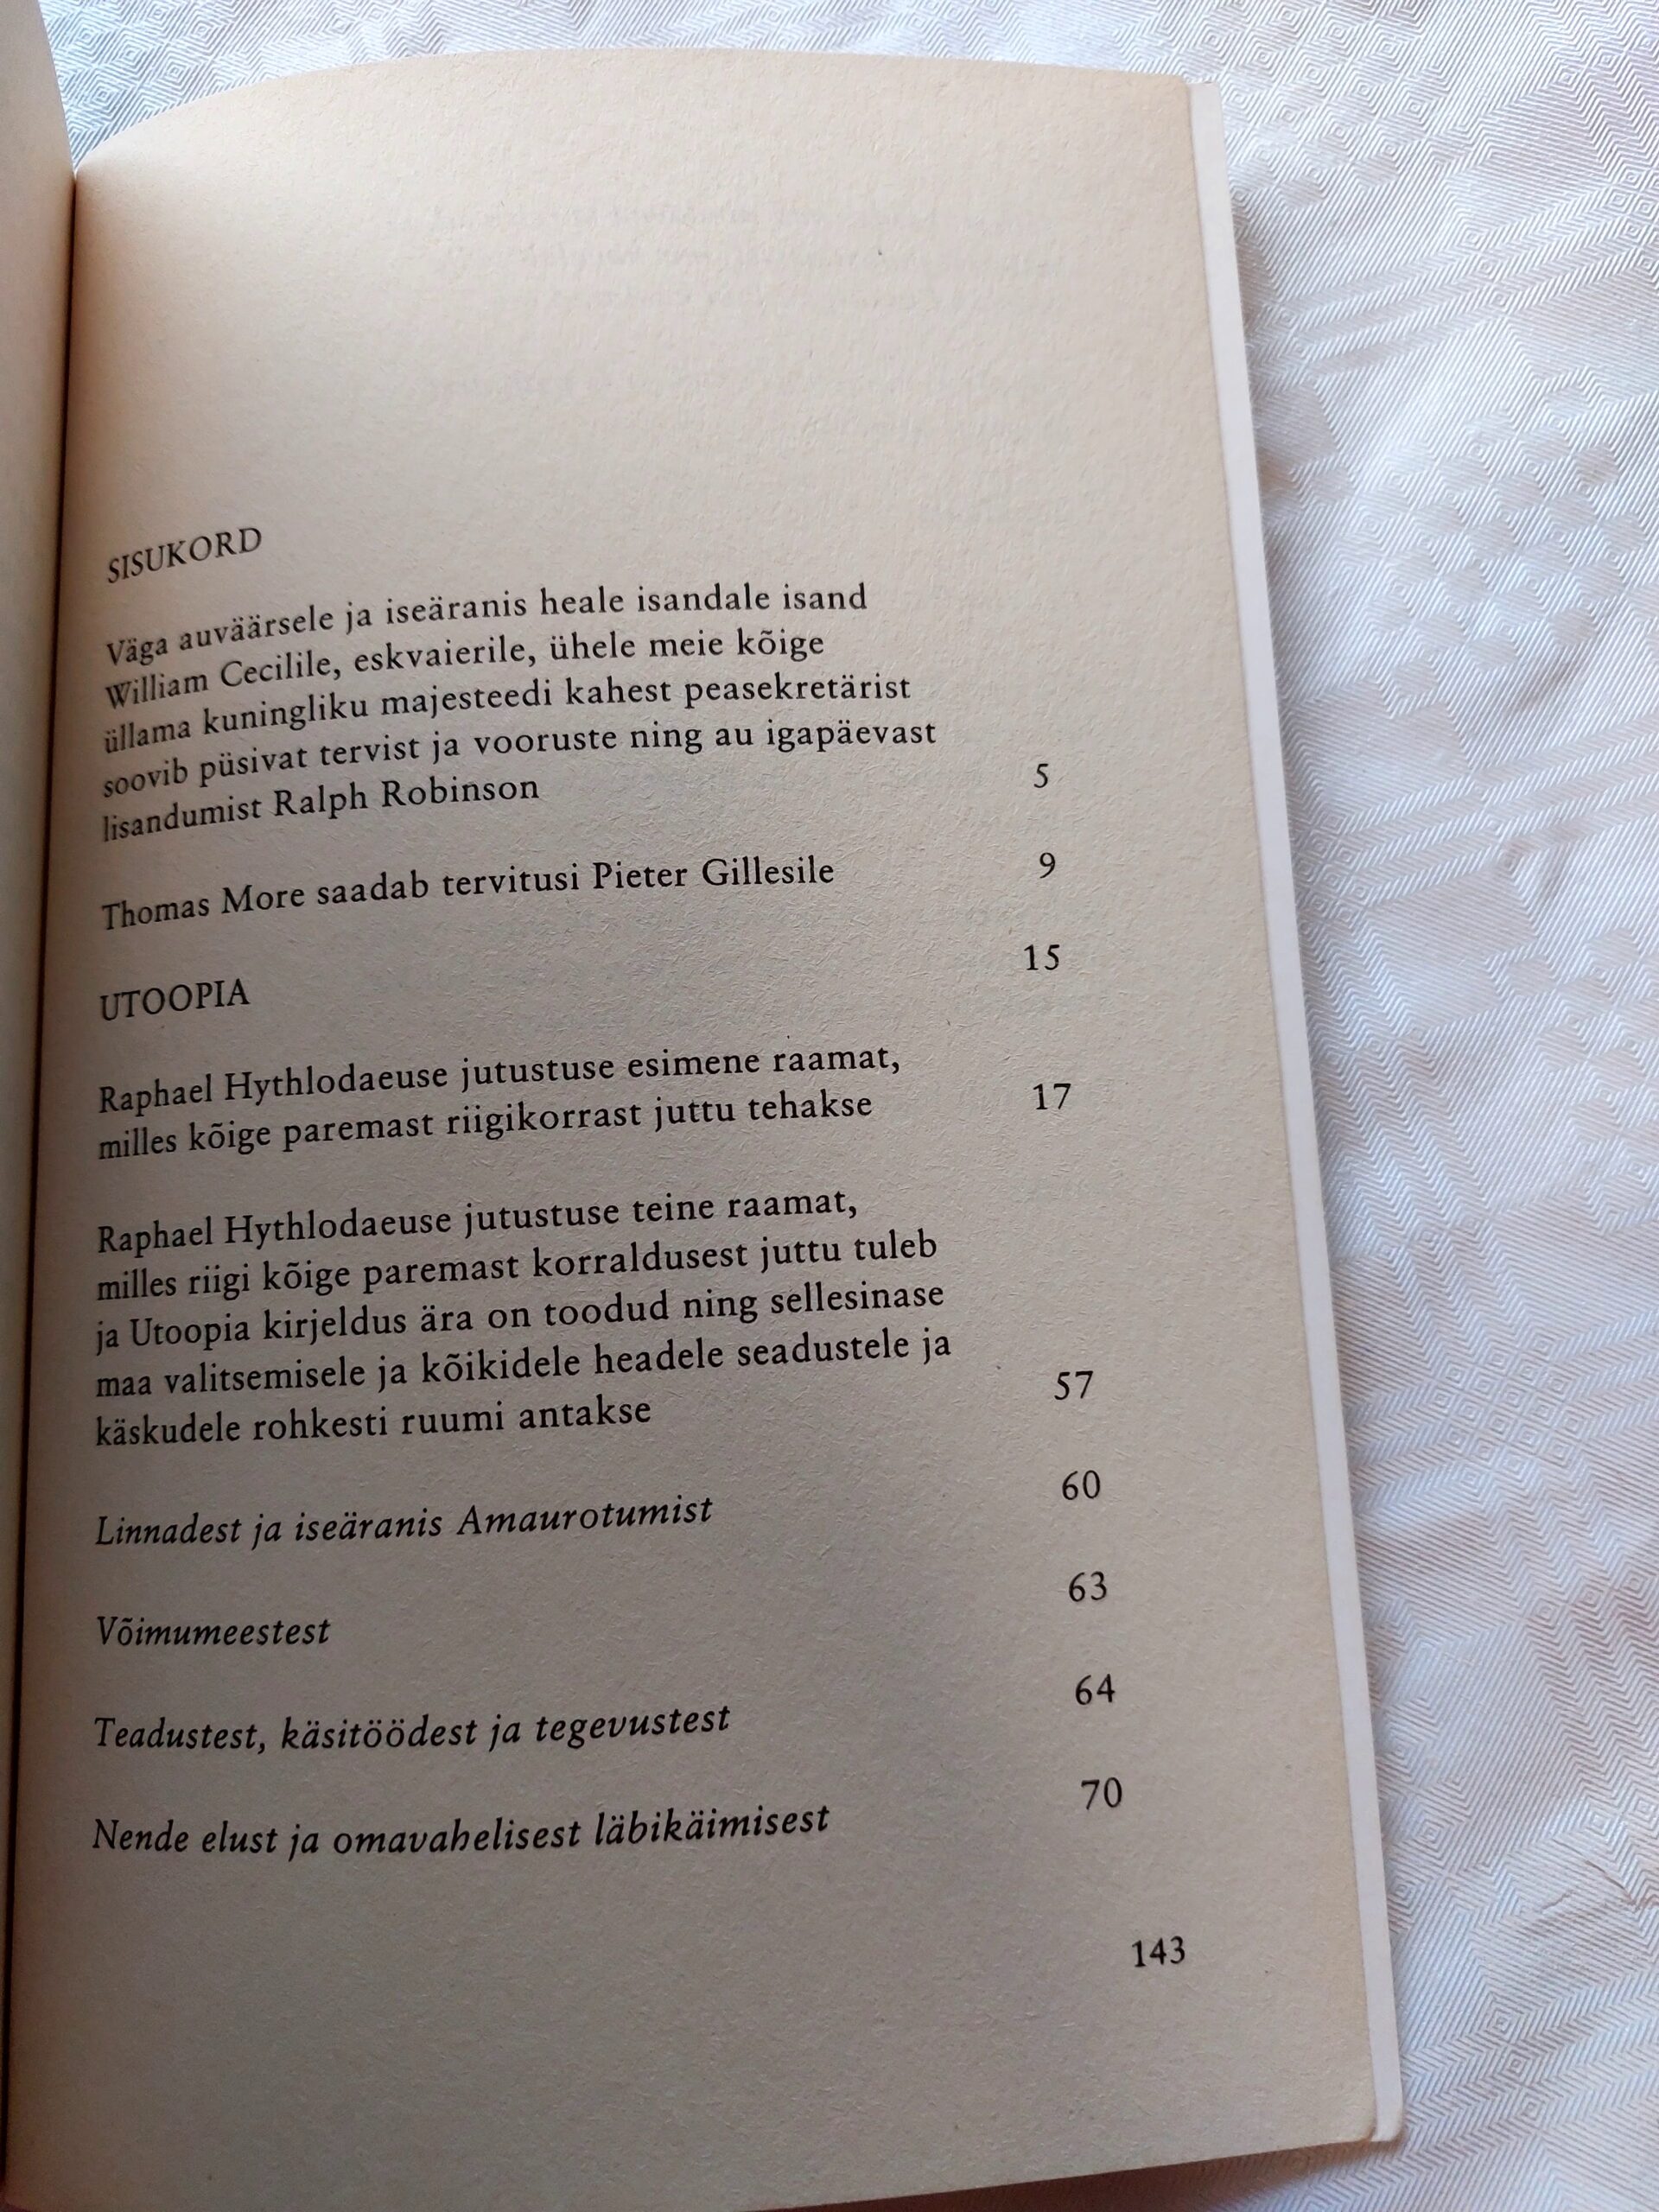 SISUKORD
Väga auväärsele ja iseäranis heale isandale isand
William Cecilile, eskvaierile, ühele meie kõige
üllama kuningliku majesteedi kahest peasekretärist
soovib püsivat tervist ja vooruste ning au igapäevast
lisandumist Ralph Robinson 5
Thomas More saadab tervitusi Pieter Gillesile 9
UTOOPIA 15
Raphael Hythlodaeuse jutustuse esimene raamat,
milles kõige paremast riigikorrast juttu tehakse 17
Raphael Hythlodaeuse jutustuse teine raamat,
milles riigi kõige paremast korraldusest juttu tuleb
ja Utoopia kirjeldus ära on toodud ning sellesinase
maa valitsemisele ja kõikidele headele seadustele ja
käskudele rohkesti ruumi antakse 57
Linnadest ja iseäranis Amaurotumist 60
Võimumeestest 63
Teadustest, käsitöödest ja tegevustest 64
Nende elust ja omavahelisest läbikäimisest 70
143